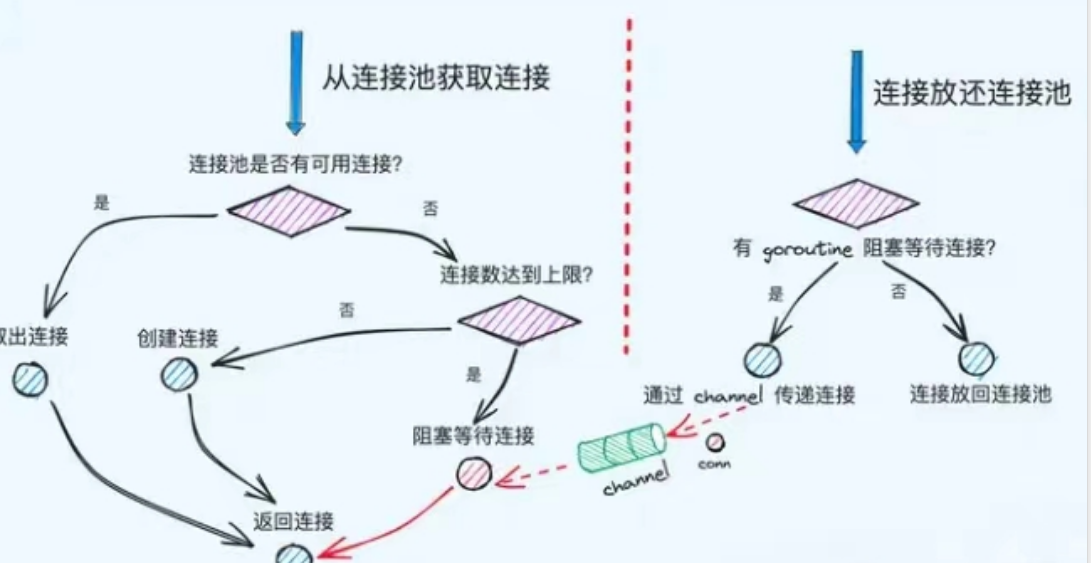 从连接池获取连接
连接放还连接池
连接池是否有可用连接?
是
否
连接数达到上限?
有 goroutine 阻塞等待连接?
是
否
否
取出连接
创建连接
是
通过 channel 传递连接
连接放回连接池
阻塞等待连接
conn
channel
返回连接